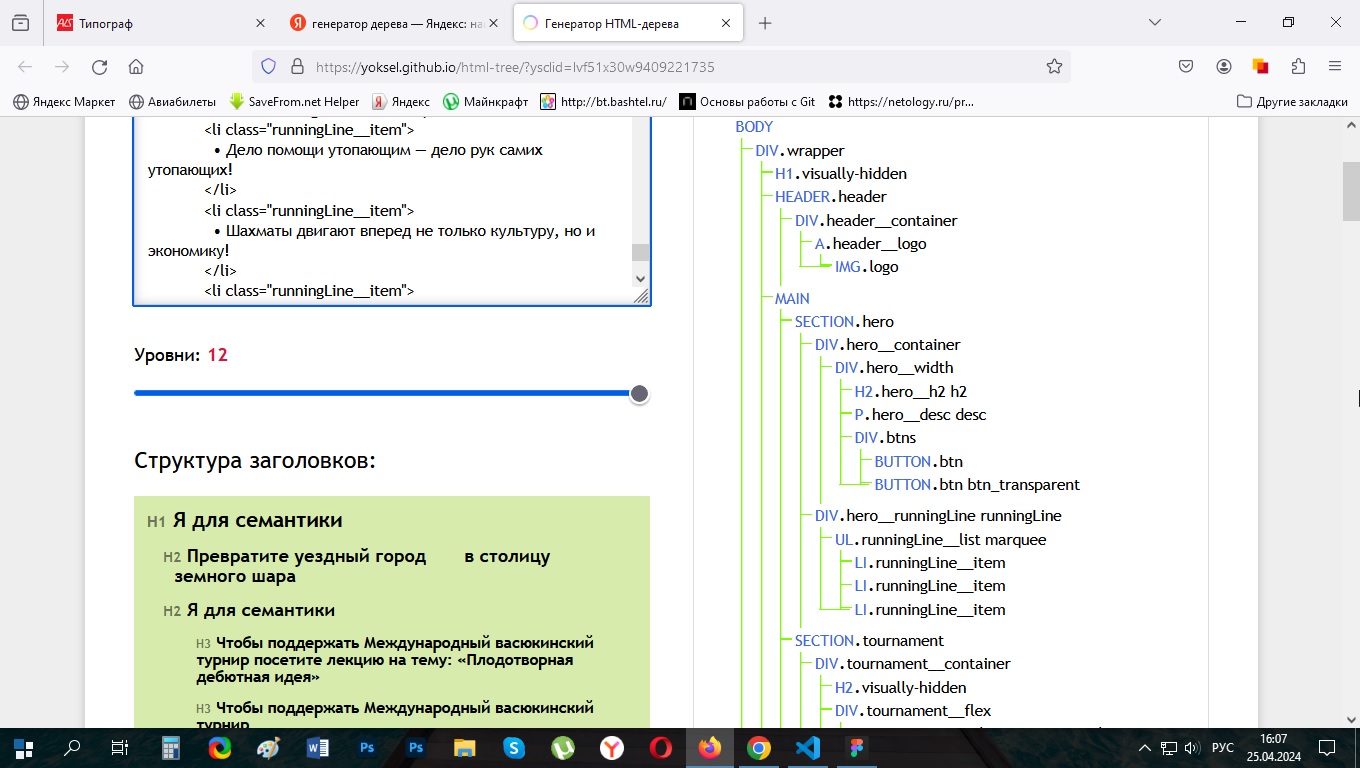 Типограф
генератор дерева — Яндекс: на
Генератор HTML-дерева
https://yoksel.github.io/html-tree/?ysclid=lvf51x30w9409221735
Яндекс Маркет
Авиабилеты
SaveFrom.net Helper
Яндекс
Майнкрафт
http://bt.bashtel.ru/
Основы работы с Git
https://netology.ru/pr...
Другие закладки
<li class="runningLine__item">
• Дело помощи утопающим — дело рук самих
утопающих!
</li>
<li class="runningLine__item">
• Шахматы двигают вперед не только культуру, но и
экономику!
</li>
<li class="runningLine__item">
Уровни: 12
Структура заголовков:
H1 Я для семантики
H2 Превратите уездный город в столицу
земного шара
H2 Я для семантики
H3 Чтобы поддержать Международный васюкинский
турнир посетите лекцию на тему: «Плодотворная
дебютная идея»
H3 Чтобы поддержать Международный васюкинский
турнир
BODY
DIV.wrapper
H1.visually-hidden
HEADER.header
DIV.header__container
A.header__logo
IMG.logo
MAIN
SECTION.hero
DIV.hero__container
DIV.hero__width
H2.hero__h2 h2
P.hero__desc desc
DIV.btns
BUTTON.btn
BUTTON.btn btn_transparent
DIV.hero__runningLine runningLine
UL.runningLine__list marquee
LI.runningLine__item
LI.runningLine__item
LI.runningLine__item
SECTION.tournament
DIV.tournament__container
H2.visually-hidden
DIV.tournament__flex
РУС
16:07
25.04.2024